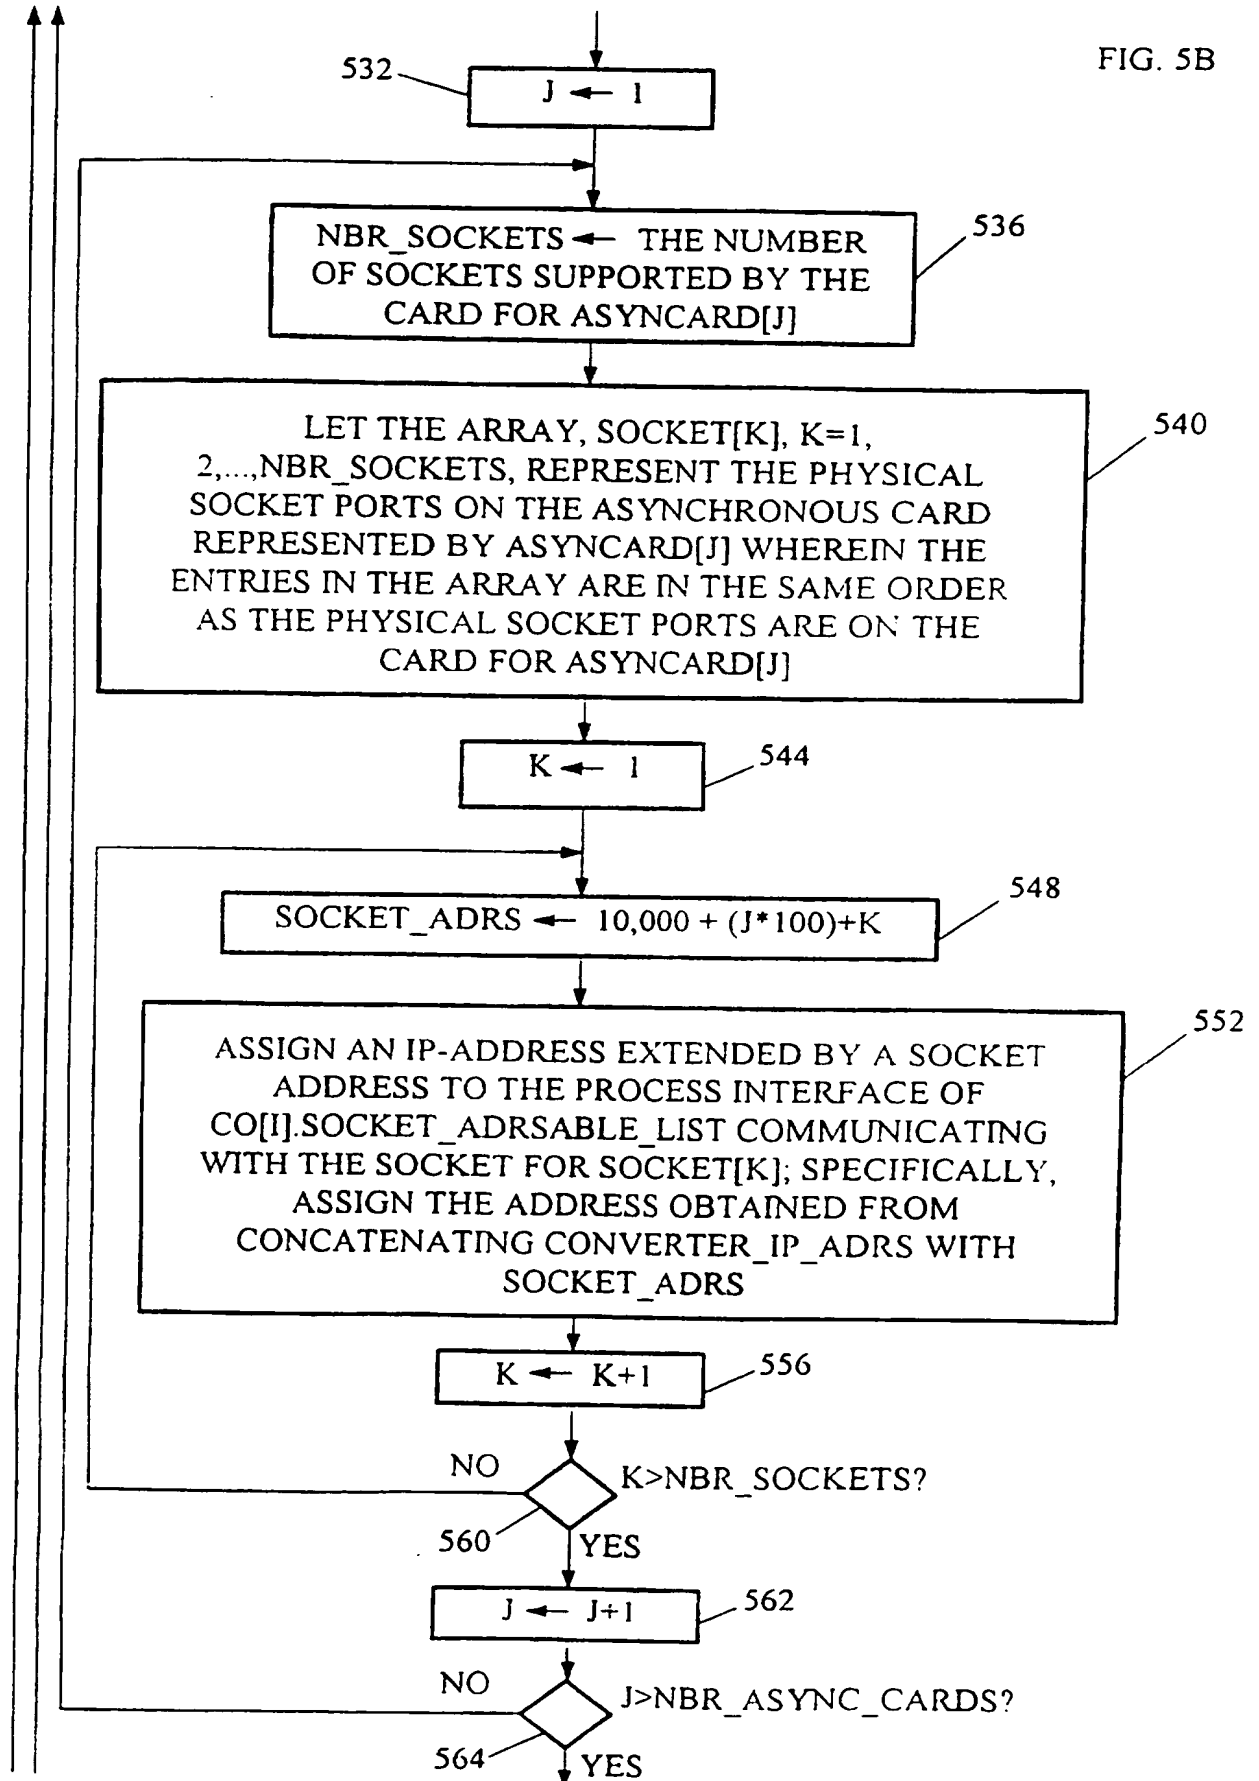 FIG. 5B
532
J ← 1
NBR_SOCKETS ← THE NUMBER
OF SOCKETS SUPPORTED BY THE
CARD FOR ASYNCARD[J]
536
LET THE ARRAY, SOCKET[K], K=1,
2,...,NBR_SOCKETS, REPRESENT THE PHYSICAL
SOCKET PORTS ON THE ASYNCHRONOUS CARD
REPRESENTED BY ASYNCARD[J] WHEREIN THE
ENTRIES IN THE ARRAY ARE IN THE SAME ORDER
AS THE PHYSICAL SOCKET PORTS ARE ON THE
CARD FOR ASYNCARD[J]
540
K ← 1
544
SOCKET_ADRS ← 10,000 + (J*100)+K
548
ASSIGN AN IP-ADDRESS EXTENDED BY A SOCKET
ADDRESS TO THE PROCESS INTERFACE OF
CO[I].SOCKET_ADRSABLE_LIST COMMUNICATING
WITH THE SOCKET FOR SOCKET[K]; SPECIFICALLY,
ASSIGN THE ADDRESS OBTAINED FROM
CONCATENATING CONVERTER_IP_ADRS WITH
SOCKET_ADRS
552
K ← K+1
556
NO
K>NBR_SOCKETS?
560
YES
J ← J+1
562
NO
J>NBR_ASYNC_CARDS?
564
YES